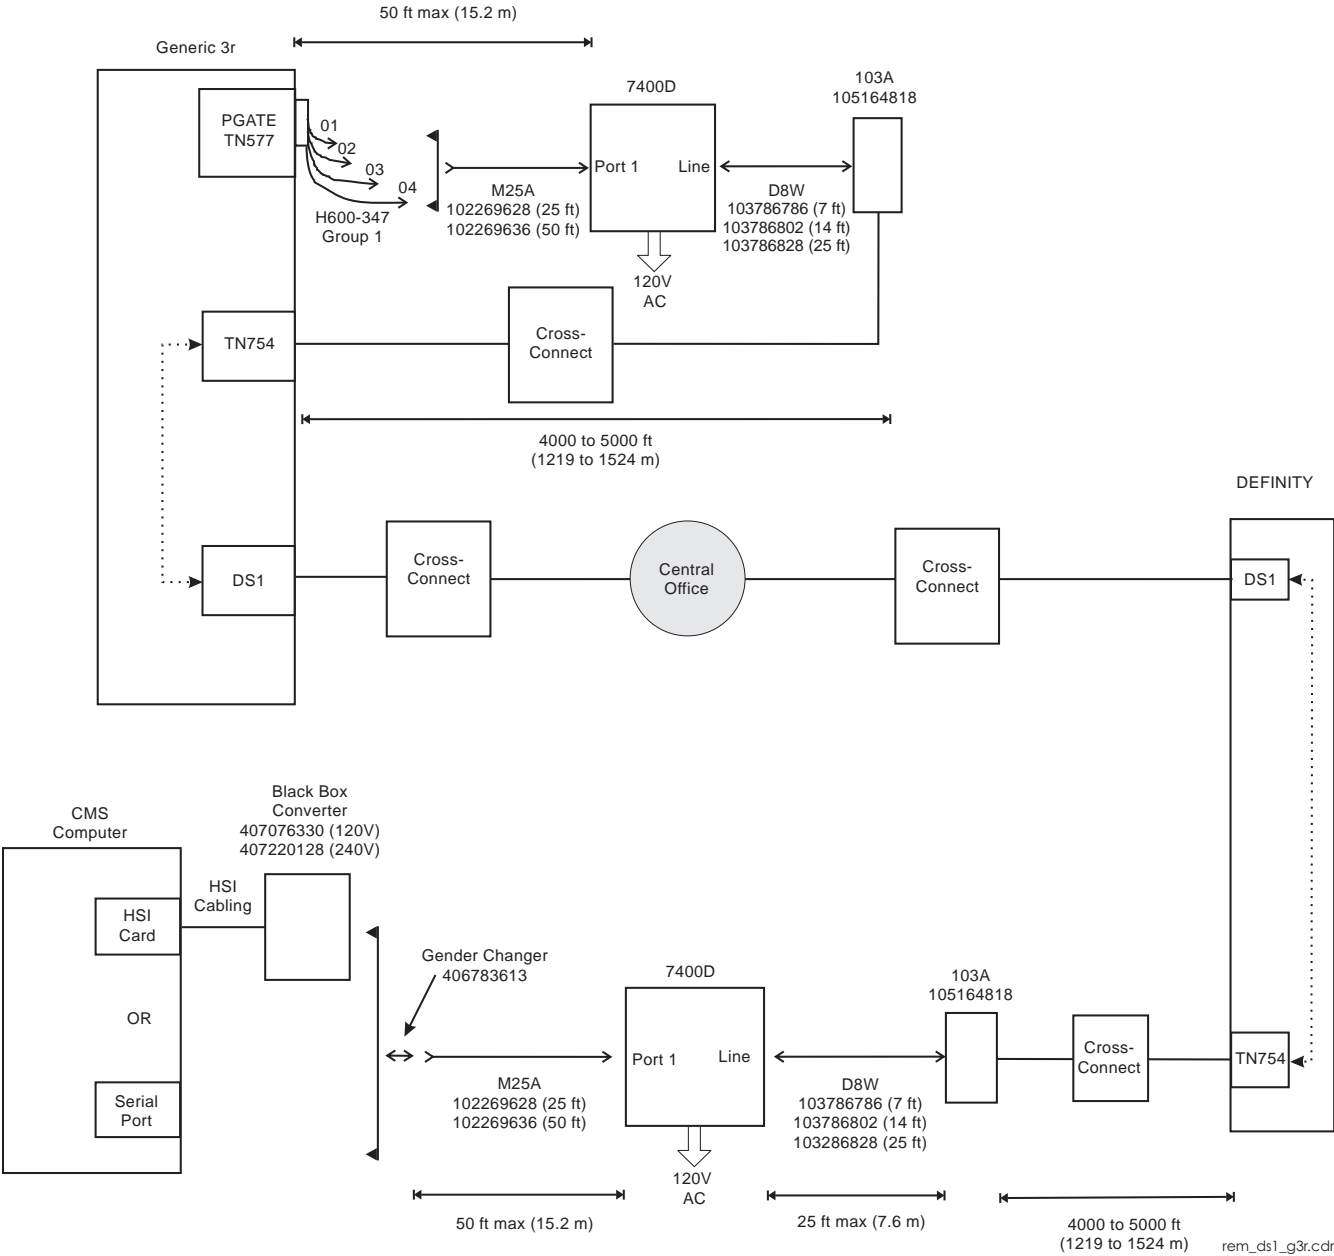 50 ft max (15.2 m)
Generic 3r
PGATE
TN577
01
02
03
04
H600-347
Group 1
M25A
102269628 (25 ft)
102269636 (50 ft)
7400D
Port 1
Line
120V
AC
D8W
103786786 (7 ft)
103786802 (14 ft)
103786828 (25 ft)
103A
105164818
TN754
Cross-
Connect
4000 to 5000 ft
(1219 to 1524 m)
DEFINITY
DS1
Cross-
Connect
Central
Office
Cross-
Connect
DS1
CMS
Computer
Black Box
Converter
407076330 (120V)
407220128 (240V)
HSI
Cabling
HSI
Card
OR
Serial
Port
Gender Changer
406783613
M25A
102269628 (25 ft)
102269636 (50 ft)
7400D
Port 1
Line
120V
AC
D8W
103786786 (7 ft)
103786802 (14 ft)
103286828 (25 ft)
103A
105164818
Cross-
Connect
TN754
50 ft max (15.2 m)
25 ft max (7.6 m)
4000 to 5000 ft
(1219 to 1524 m)
rem_ds1_g3r.cdr